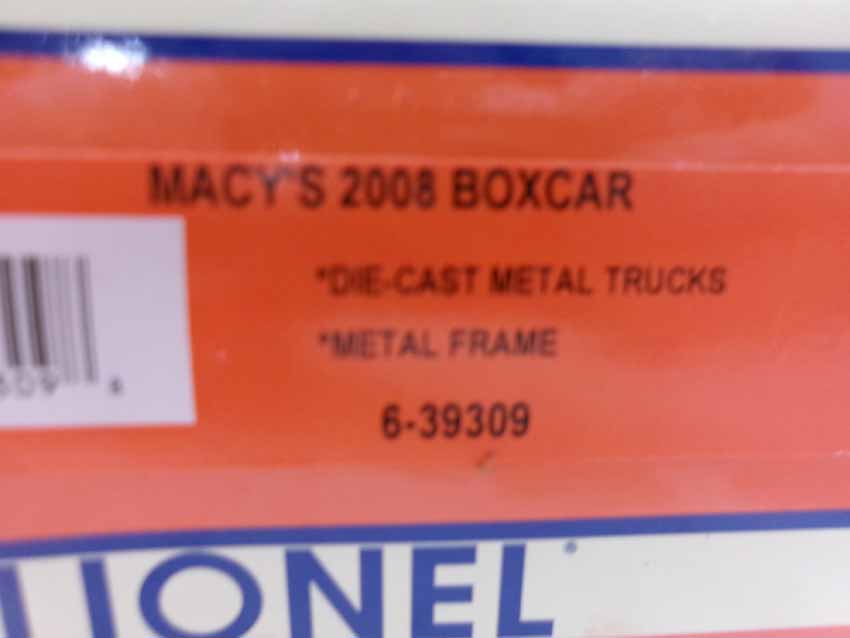 MACY'S 2008 BOXCAR
*DIE-CAST METAL TRUCKS
*METAL FRAME
6-39309
LIONEL